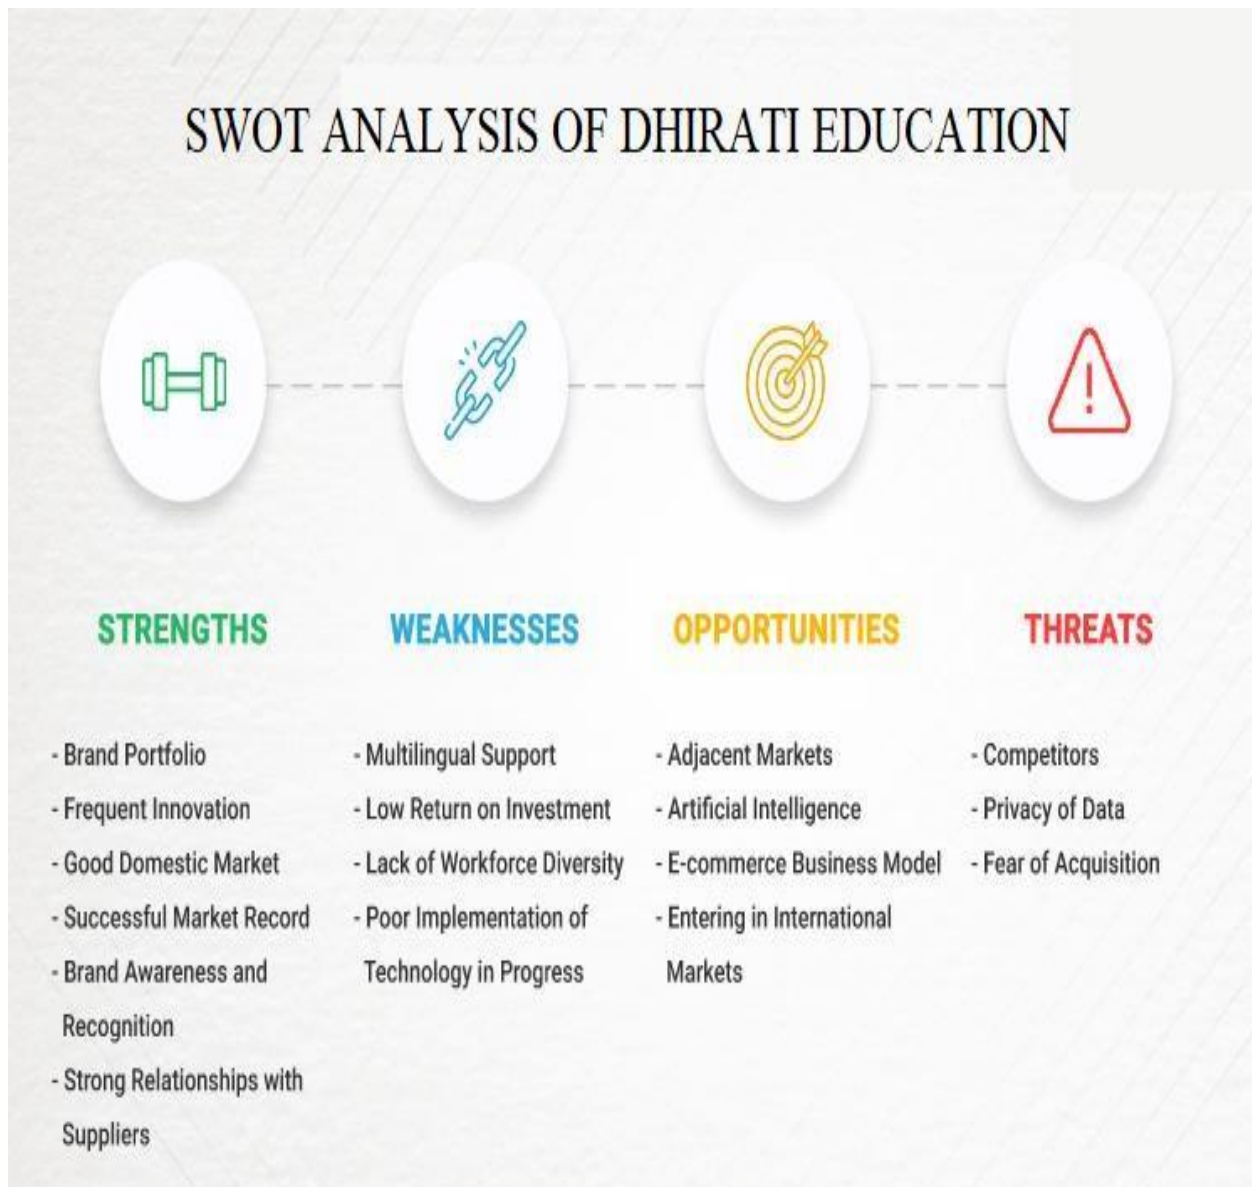 SWOT ANALYSIS OF DHIRATI EDUCATION
STRENGTHS
- Brand Portfolio
- Frequent Innovation
- Good Domestic Market
- Successful Market Record
- Brand Awareness and
Recognition
- Strong Relationships with
Suppliers
WEAKNESSES
- Multilingual Support
- Low Return on Investment
- Lack of Workforce Diversity
- Poor Implementation of
Technology in Progress
OPPORTUNITIES
- Adjacent Markets
- Artificial Intelligence
- E-commerce Business Model
- Entering in International
Markets
THREATS
- Competitors
- Privacy of Data
- Fear of Acquisition